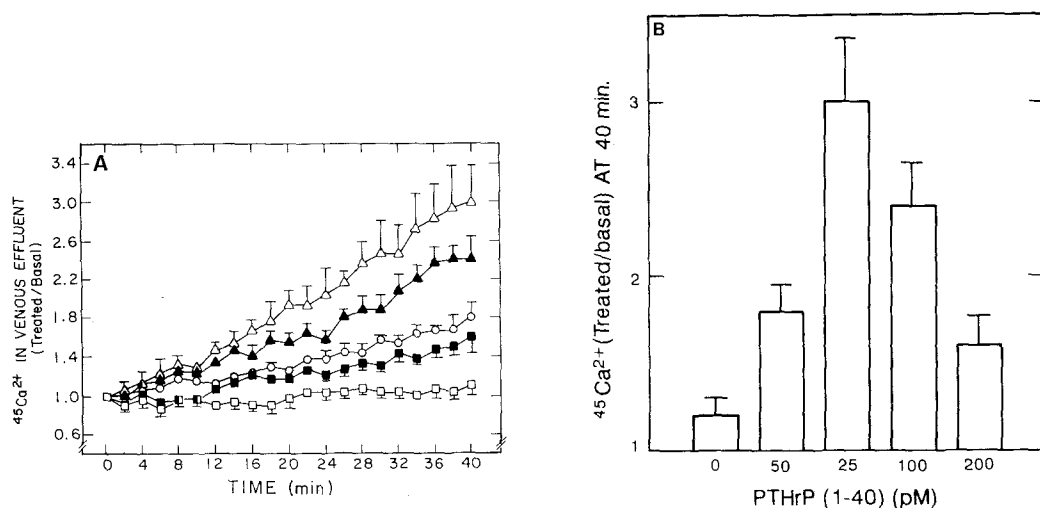 A
⁴⁵Ca²⁺ IN VENOUS EFFLUENT
(Treated/Basal)
3.4
3.0
2.6
2.2
1.8
1.4
1.0
0.6
0 4 8 12 16 20 24 28 32 36 40
TIME (min)
B
⁴⁵Ca²⁺ (Treated/basal) AT 40 min.
3
2
1
0 50 25 100 200
PTHrP (1-40) (pM)